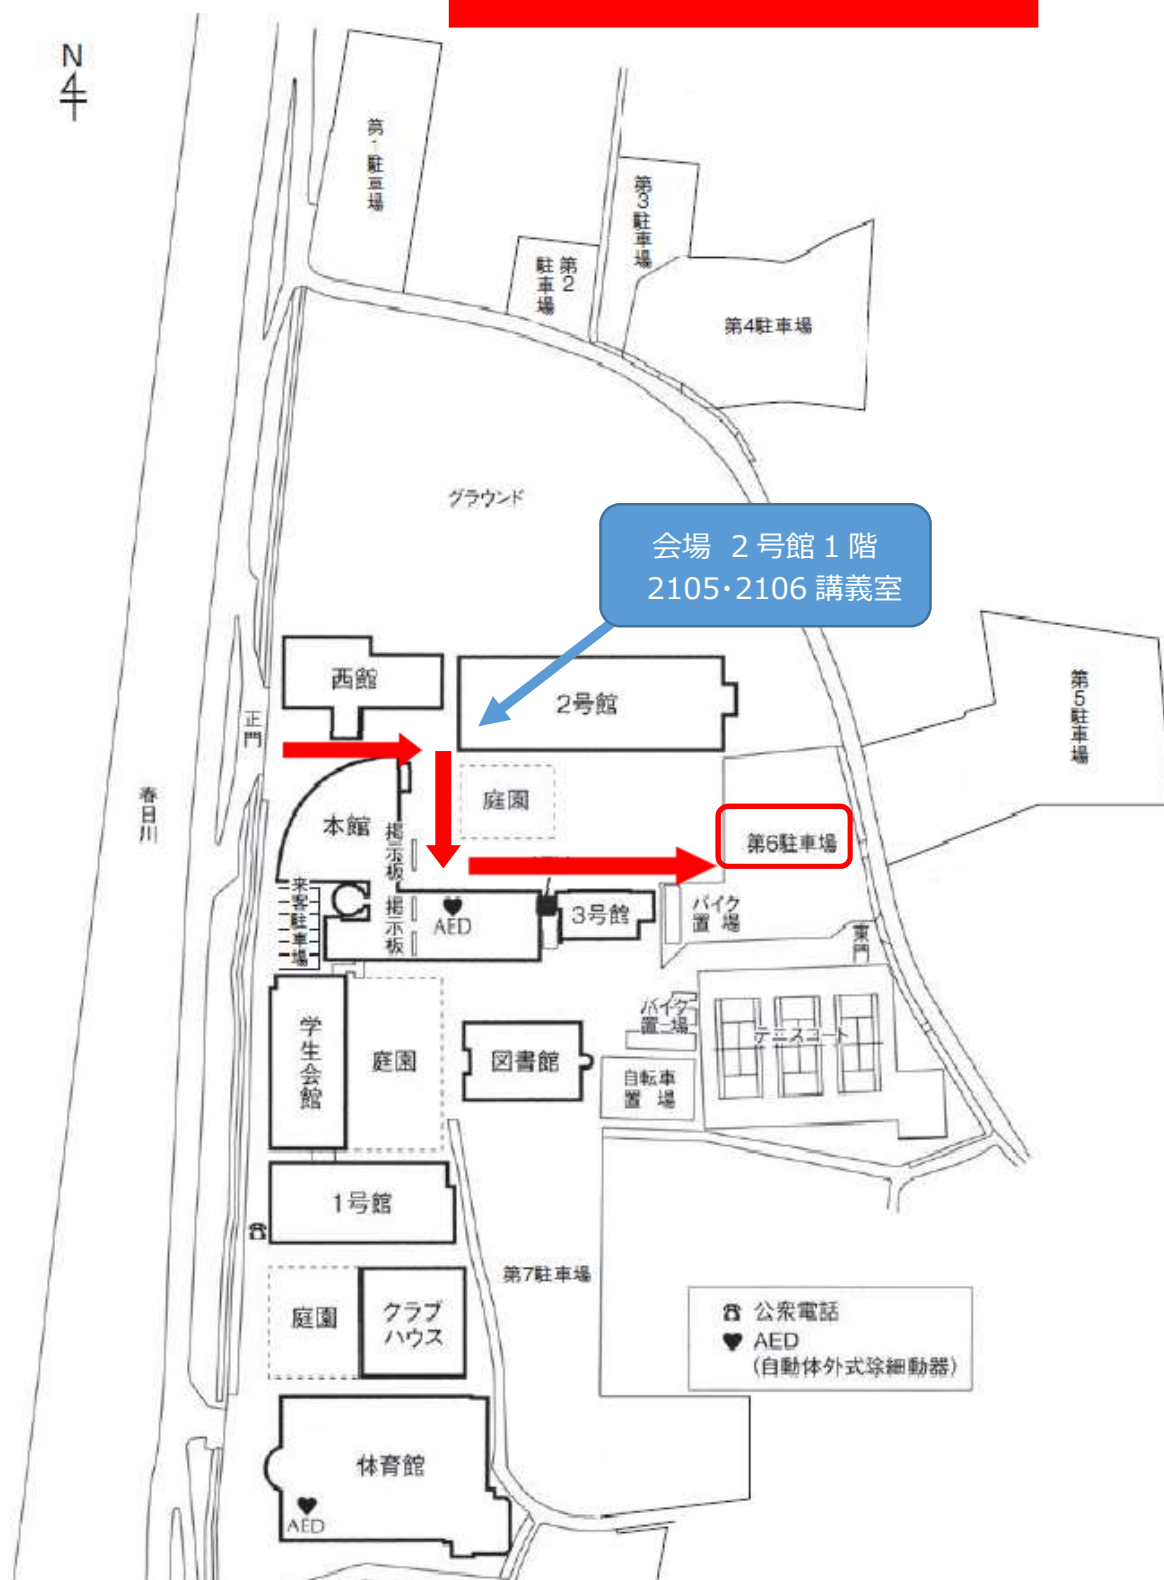 N
第1駐車場
第3駐車場
第2
駐車場
第4駐車場
グラウンド
会場 2号館1階
2105・2106 講義室
西館
2号館
第5駐車場
正門
春日川
庭園
本館
掲示板
第6駐車場
来客駐車場
掲示板
AED
3号館
バイク
置場
東門
学生会館
庭園
図書館
バイク
置場
テニスコート
自転車
置場
1号館
第7駐車場
庭園
クラブ
ハウス
公衆電話
AED
(自動体外式除細動器)
体育館
AED